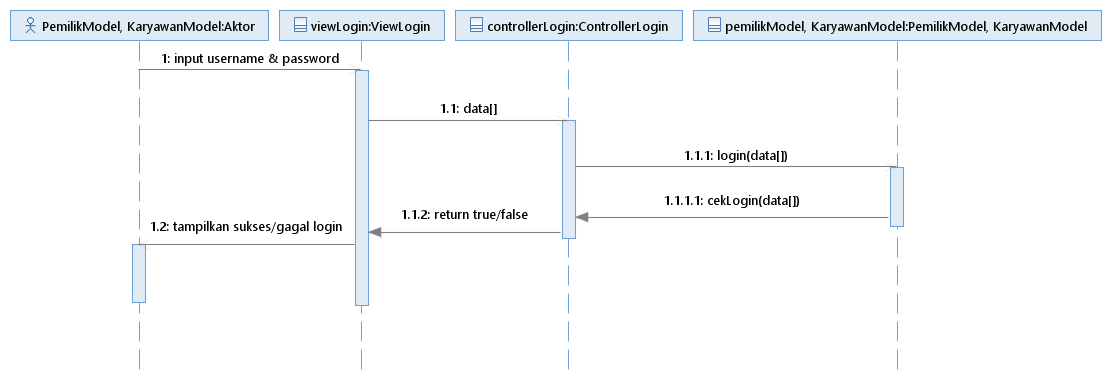 PemilikModel, KaryawanModel:Aktor
viewLogin:ViewLogin
controllerLogin:ControllerLogin
pemilikModel, KaryawanModel:PemilikModel, KaryawanModel
1: input username & password
1.1: data[]
1.1.1: login(data[])
1.1.1.1: cekLogin(data[])
1.1.2: return true/false
1.2: tampilkan sukses/gagal login